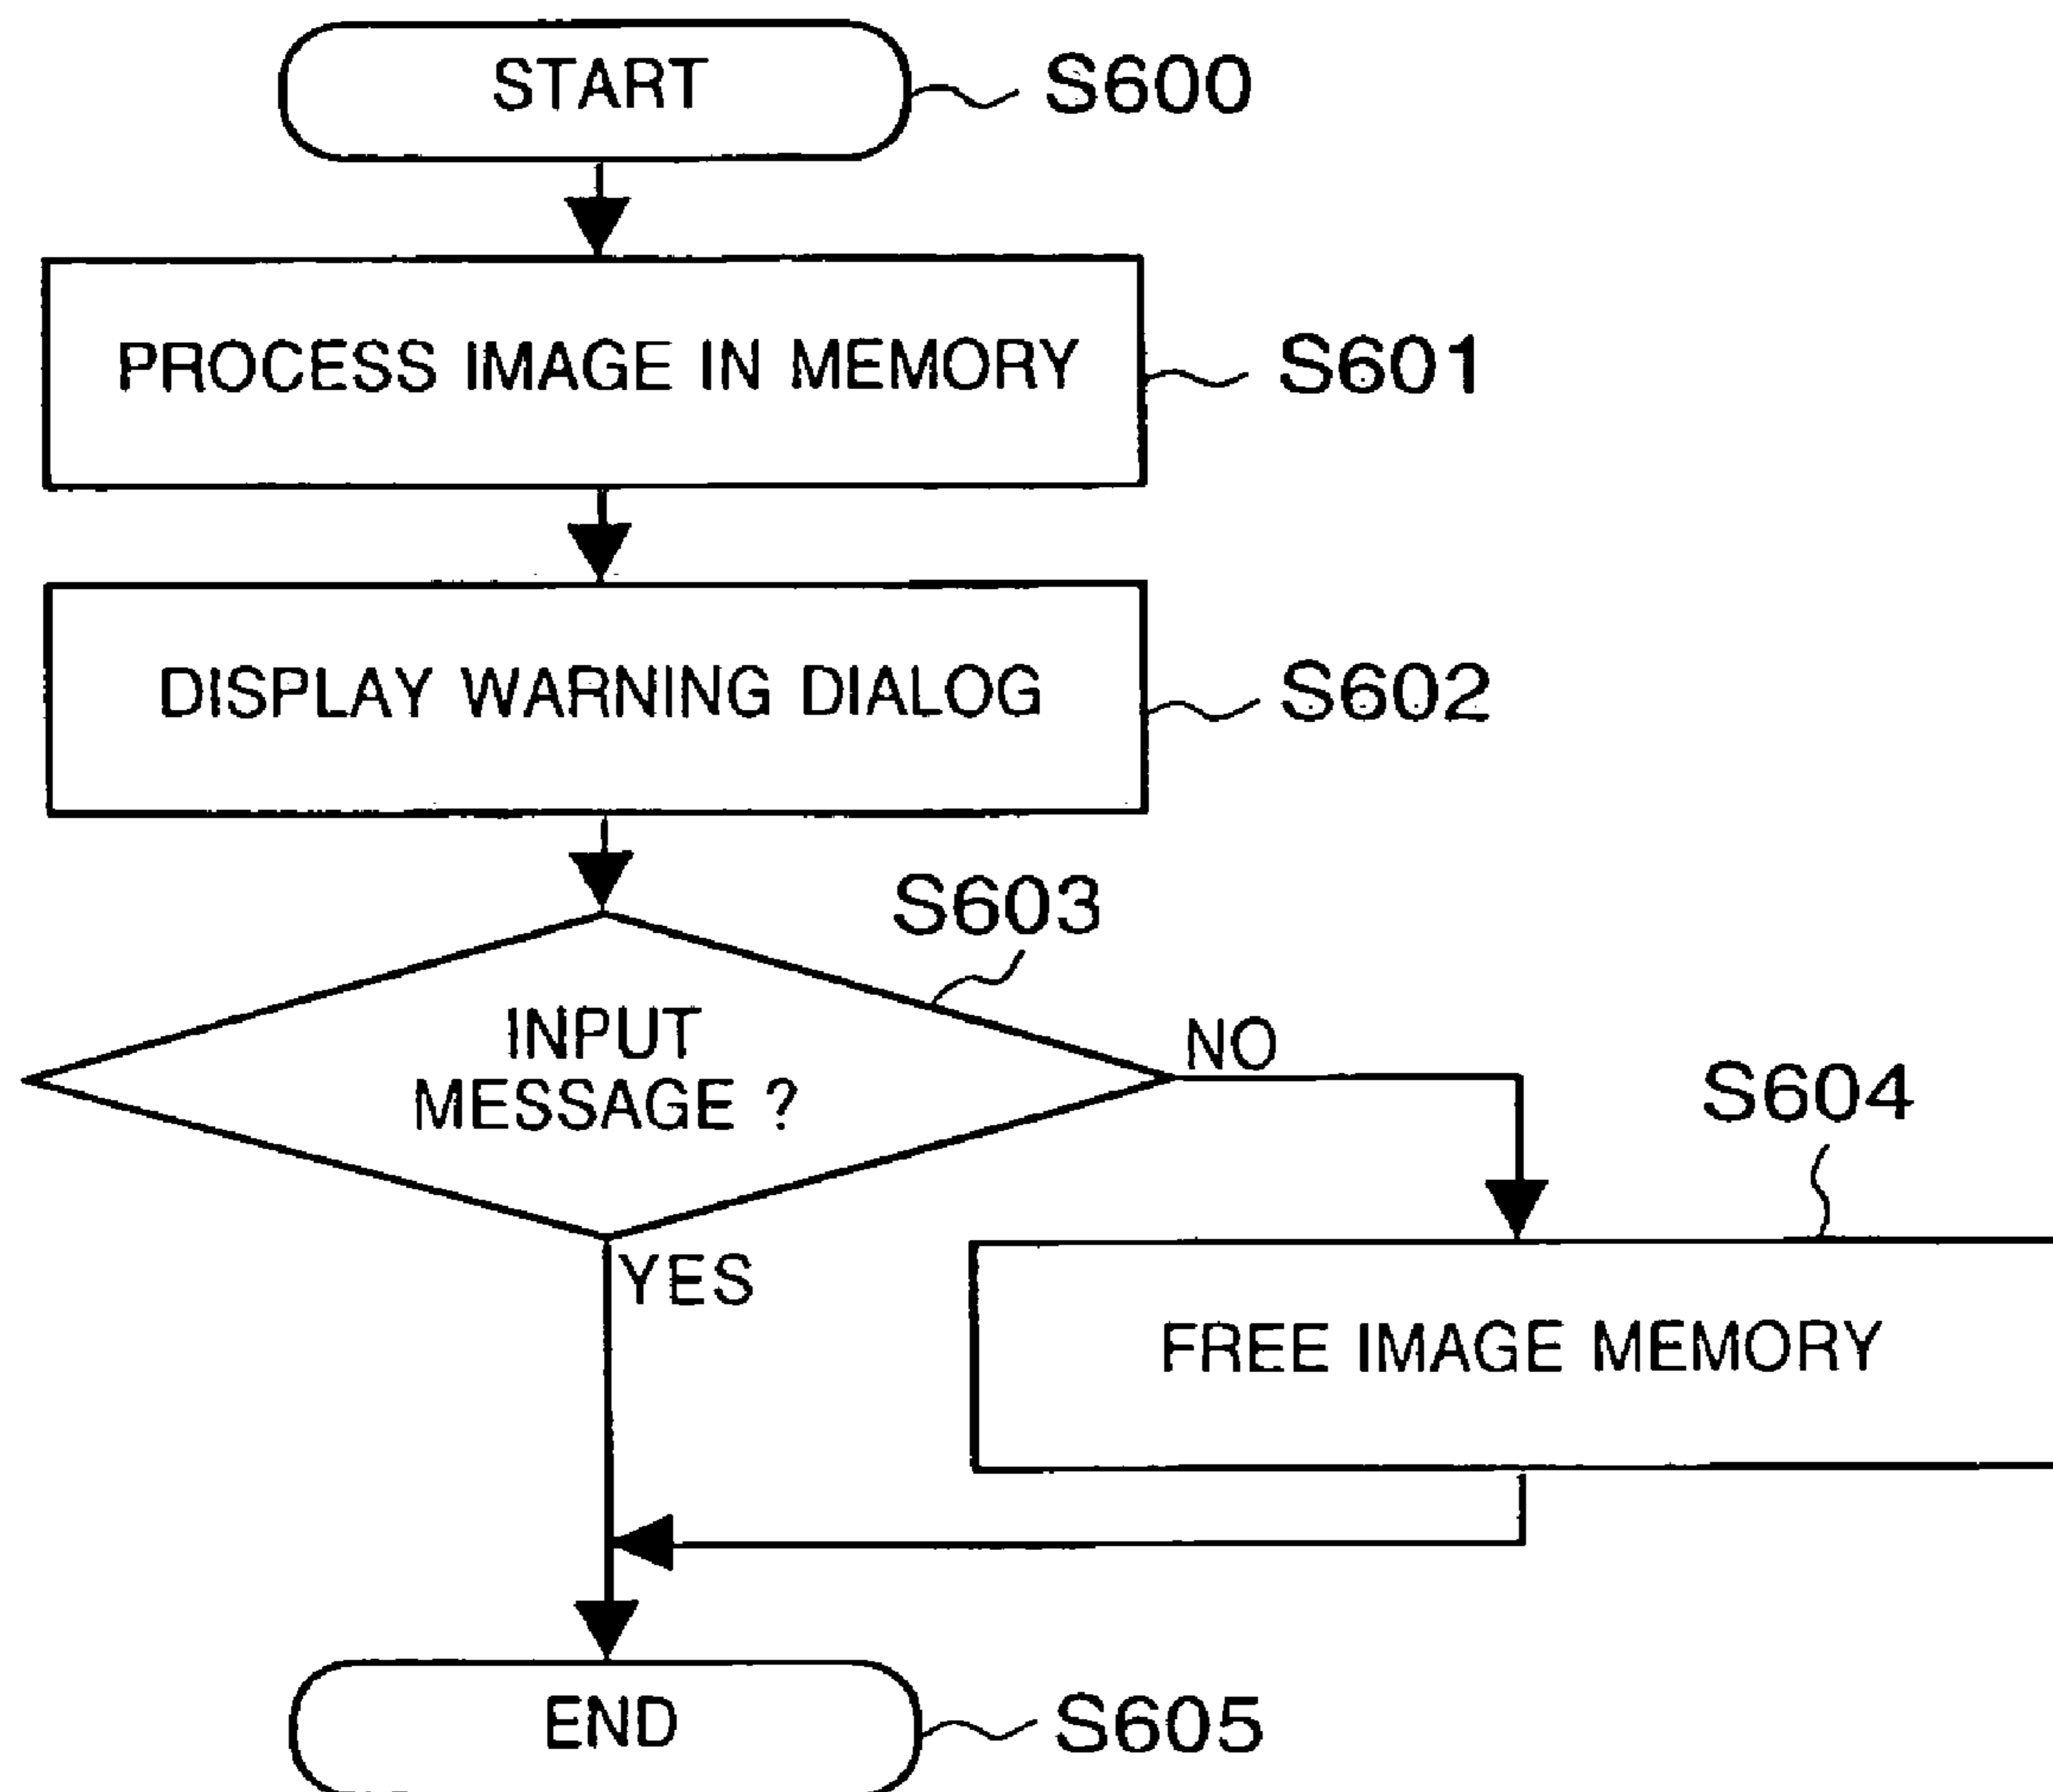 START
S600
PROCESS IMAGE IN MEMORY
S601
DISPLAY WARNING DIALOG
S602
S603
INPUT
MESSAGE ?
NO
S604
YES
FREE IMAGE MEMORY
END
S605